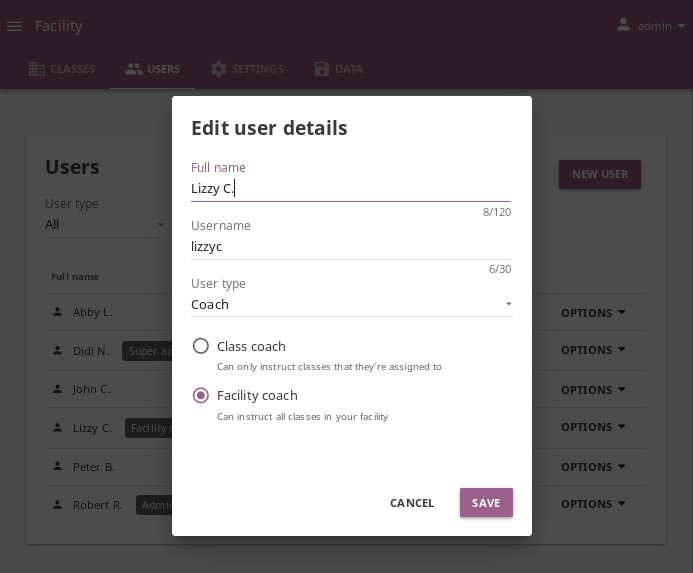 Facility
admin
CLASSES USERS SETTINGS DATA
Edit user details
Users
Full name
NEW USER
Lizzy C.
User type
8/120
Username
All
lizzyc
6/30
Full name
User type
Coach
Abby L.
OPTIONS
Class coach
Didi N. Super
OPTIONS
Can only instruct classes that they're assigned to
John C.
OPTIONS
Facility coach
Can instruct all classes in your facility
Lizzy C. Facility
OPTIONS
Peter B.
OPTIONS
Robert R. Admin
OPTIONS
CANCEL SAVE